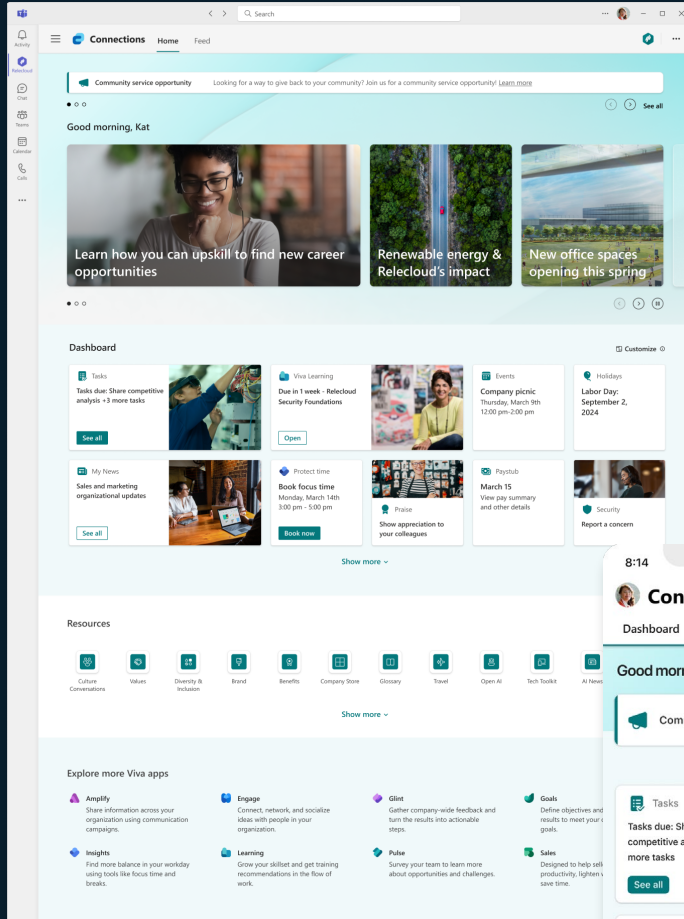 Search
Activity
Relecloud
Chat
Teams
Calendar
Calls
Connections
Home
Feed
Community service opportunity
Looking for a way to give back to your community? Join us for a community service opportunity! Learn more
See all
Good morning, Kat
Learn how you can upskill to find new career
opportunities
Renewable energy &
Relecloud's impact
New office spaces
opening this spring
Dashboard
Customize
Tasks
Tasks due: Share competitive
analysis +3 more tasks
See all
Viva Learning
Due in 1 week - Relecloud
Security Foundations
Open
Events
Company picnic
Thursday, March 9th
12:00 pm-2:00 pm
Holidays
Labor Day:
September 2,
2024
My News
Sales and marketing
organizational updates
See all
Protect time
Book focus time
Monday, March 14th
3:00 pm - 5:00 pm
Book now
Praise
Show appreciation to
your colleagues
Paystub
March 15
View pay summary
and other details
Security
Report a concern
Show more
Resources
Culture
Conversations
Values
Diversity &
Inclusion
Brand
Benefits
Company Store
Glossary
Travel
Open AI
Tech Toolkit
AI News
Show more
Explore more Viva apps
Amplify
Share information across your
organization using communication
campaigns.
Engage
Connect, network, and socialize
ideas with people in your
organization.
Glint
Gather company-wide feedback and
turn the results into actionable
steps.
Goals
Define objectives and
results to meet your
goals.
Insights
Find more balance in your workday
using tools like focus time and
breaks.
Learning
Grow your skillset and get training
recommendations in the flow of
work.
Pulse
Survey your team to learn more
about opportunities and challenges.
Sales
Designed to help sell
productivity, lighten
save time.
8:14
Con
Dashboard
Good morn
Com
Tasks
Tasks due: Sh
competitive a
more tasks
See all